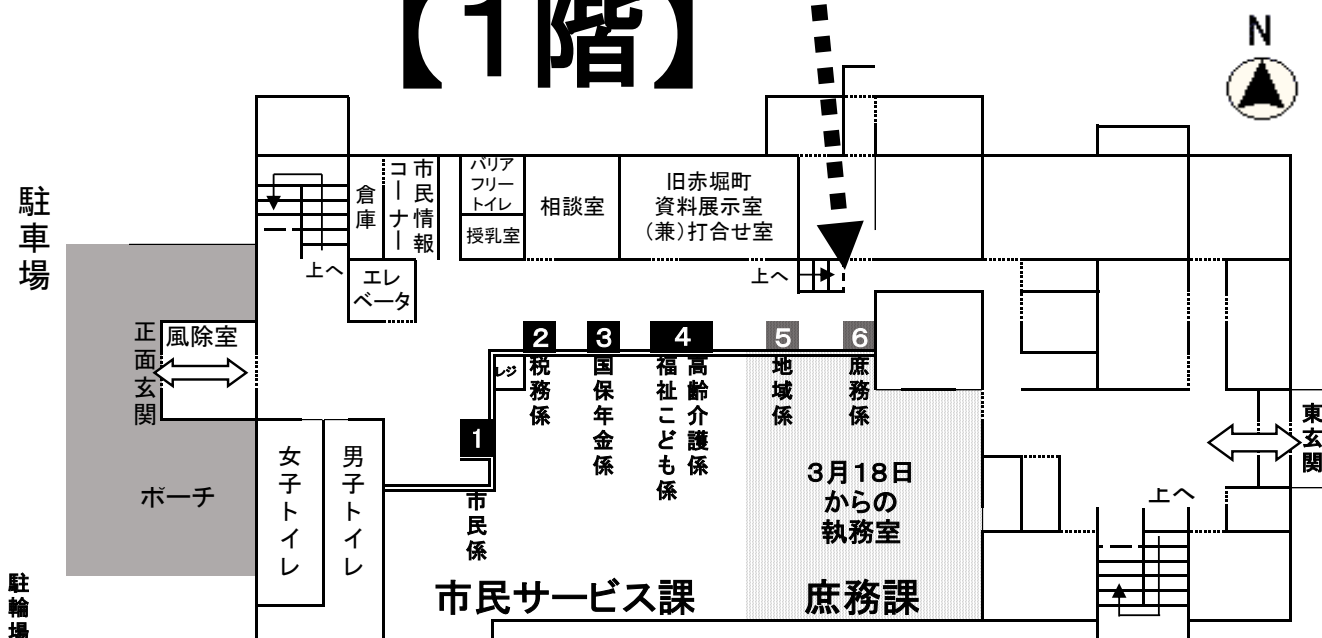 【1階】
N
駐車場
正面玄関
風除室
ポーチ
駐輪場
上へ
倉庫
市民情報
コーナー
エレ
ベータ
バリア
フリー
トイレ
授乳室
相談室
旧赤堀町
資料展示室
（兼）打合せ室
上へ
女子トイレ
男子トイレ
レジ
1
市民係
2
税務係
3
国保年金係
4
高齢介護係
福祉こども係
5
地域係
6
庶務係
3月18日
からの
執務室
市民サービス課
庶務課
上へ
東玄関